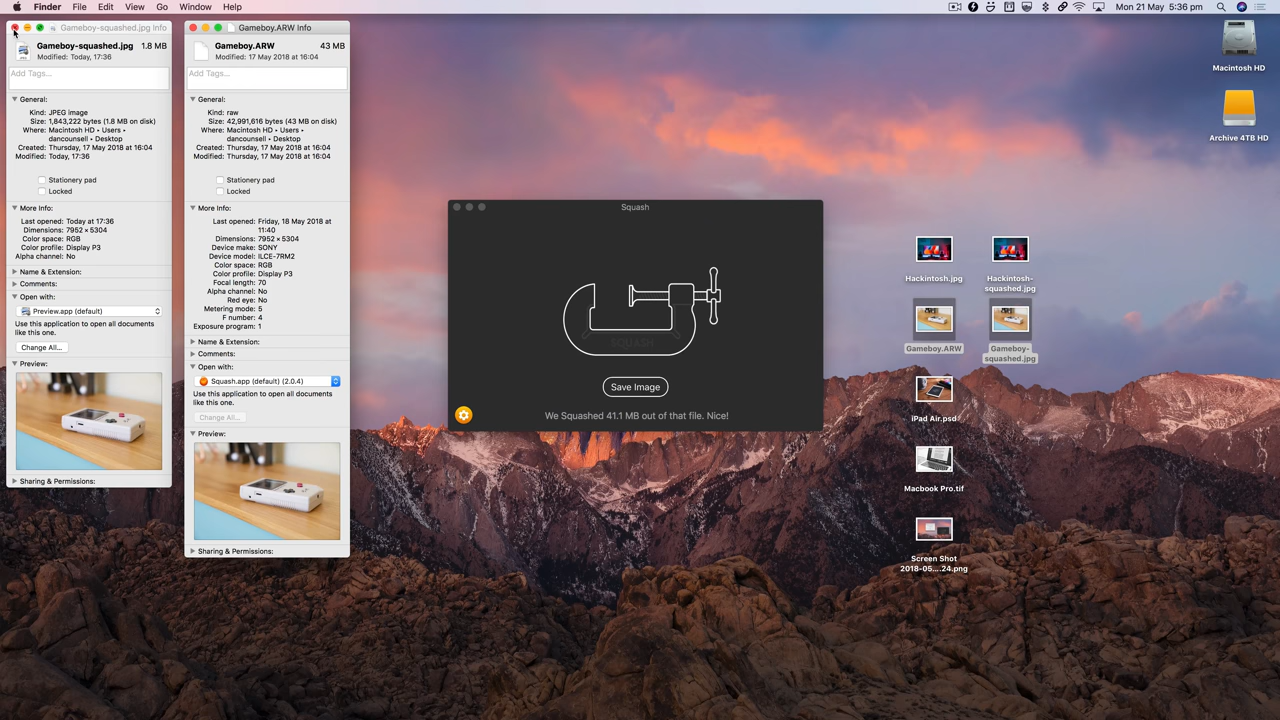 Finder File Edit View Go Window Help
Mon 21 May 5:36 pm
Gameboy-squashed.jpg Info
Gameboy-squashed.jpg 1.8 MB
Modified: Today, 17:36
Add Tags...
General:
Kind: JPEG image
Size: 1,843,222 bytes (1.8 MB on disk)
Where: Macintosh HD • Users •
dancounsell • Desktop
Created: Thursday, 17 May 2018 at 16:04
Modified: Today, 17:36
Stationery pad
Locked
More Info:
Last opened: Today at 17:36
Dimensions: 7952 × 5304
Color space: RGB
Color profile: Display P3
Alpha channel: No
Name & Extension:
Comments:
Open with:
Preview.app (default)
Use this application to open all documents
like this one.
Change All...
Preview:
Sharing & Permissions:
Gameboy.ARW Info
Gameboy.ARW 43 MB
Modified: 17 May 2018 at 16:04
Add Tags...
General:
Kind: raw
Size: 42,991,616 bytes (43 MB on disk)
Where: Macintosh HD • Users •
dancounsell • Desktop
Created: Thursday, 17 May 2018 at 16:04
Modified: Thursday, 17 May 2018 at 16:04
Stationery pad
Locked
More Info:
Last opened: Friday, 18 May 2018 at
11:40
Dimensions: 7952 × 5304
Device make: SONY
Device model: ILCE-7RM2
Color space: RGB
Color profile: Display P3
Focal length: 70
Alpha channel: No
Red eye: No
Metering mode: 5
F number: 4
Exposure program: 1
Name & Extension:
Comments:
Open with:
Squash.app (default) (2.0.4)
Use this application to open all documents
like this one.
Change All...
Preview:
Sharing & Permissions:
Squash
SQUASH
Save Image
We Squashed 41.1 MB out of that file. Nice!
Macintosh HD
Archive 4TB HD
Hackintosh.jpg
Hackintosh-
squashed.jpg
Gameboy.ARW
Gameboy-
squashed.jpg
iPad Air.psd
Macbook Pro.tif
Screen Shot
2018-05....24.png